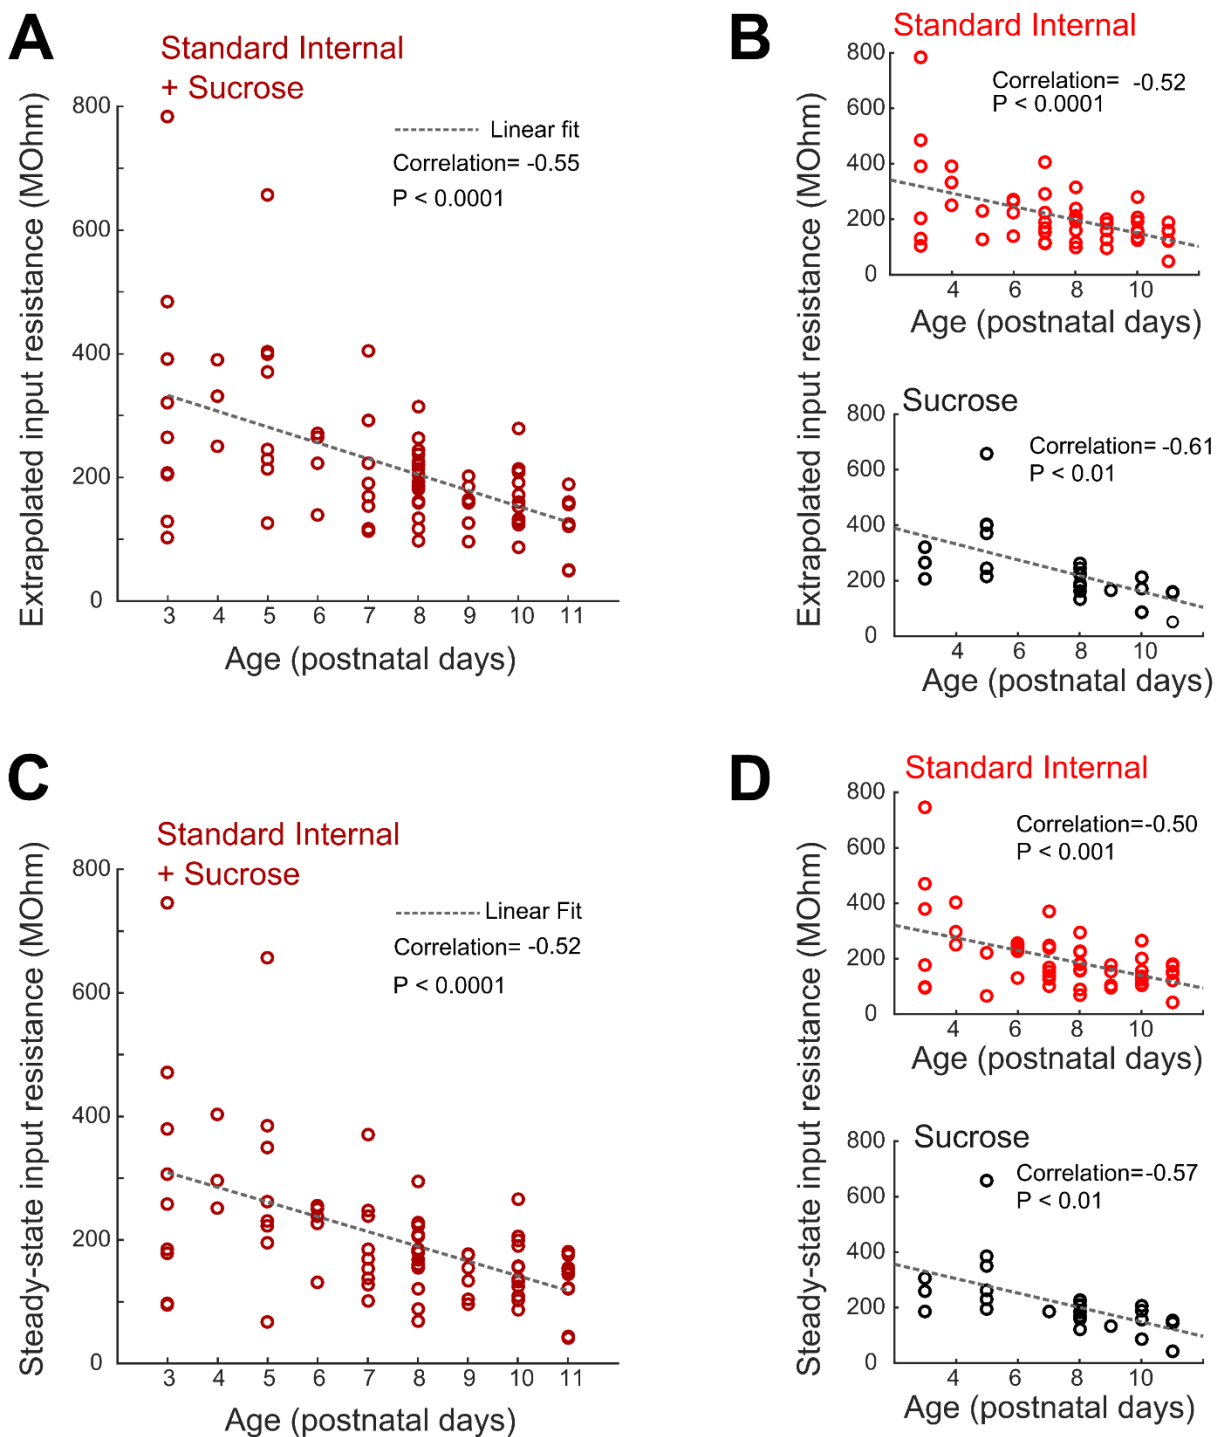 A
Standard Internal
+ Sucrose
Extrapolated input resistance (MOhm)
800
600
400
200
0
Linear fit
Correlation= -0.55
P < 0.0001
3 4 5 6 7 8 9 10 11
Age (postnatal days)
B
Standard Internal
Extrapolated input resistance (MOhm)
800
600
400
200
0
Correlation= -0.52
P < 0.0001
4 6 8 10
Age (postnatal days)
Sucrose
800
600
400
200
0
Correlation= -0.61
P < 0.01
4 6 8 10
Age (postnatal days)
C
Standard Internal
+ Sucrose
Steady-state input resistance (MOhm)
800
600
400
200
0
Linear Fit
Correlation= -0.52
P < 0.0001
3 4 5 6 7 8 9 10 11
Age (postnatal days)
D
Standard Internal
Steady-state input resistance (MOhm)
800
600
400
200
0
Correlation=-0.50
P < 0.001
4 6 8 10
Age (postnatal days)
Sucrose
800
600
400
200
0
Correlation=-0.57
P < 0.01
4 6 8 10
Age (postnatal days)